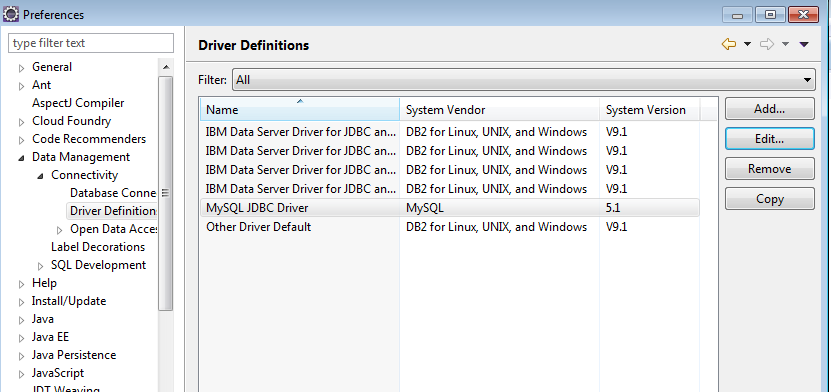 Preferences
type filter text
General
Ant
AspectJ Compiler
Cloud Foundry
Code Recommenders
Data Management
Connectivity
Database Conne
Driver Definitions
Open Data Acce
Label Decorations
SQL Development
Help
Install/Update
Java
Java EE
Java Persistence
JavaScript
JDT Weaving
Driver Definitions
Filter: All
Name System Vendor System Version
IBM Data Server Driver for JDBC an... DB2 for Linux, UNIX, and Windows V9.1
IBM Data Server Driver for JDBC an... DB2 for Linux, UNIX, and Windows V9.1
IBM Data Server Driver for JDBC an... DB2 for Linux, UNIX, and Windows V9.1
IBM Data Server Driver for JDBC an... DB2 for Linux, UNIX, and Windows V9.1
MySQL JDBC Driver MySQL 5.1
Other Driver Default DB2 for Linux, UNIX, and Windows V9.1
Add...
Edit...
Remove
Copy